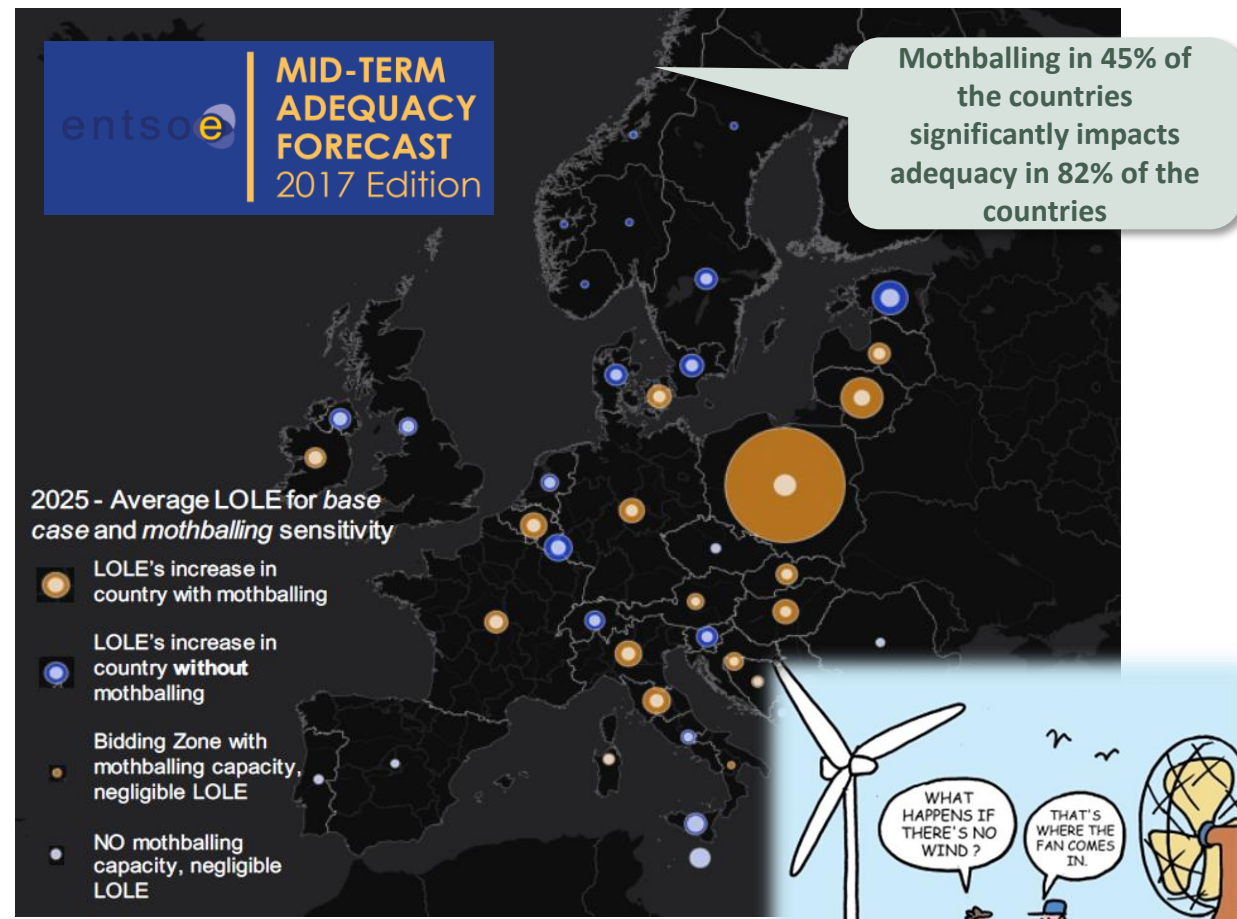 entsoe
MID-TERM
ADEQUACY
FORECAST
2017 Edition
Mothballing in 45% of
the countries
significantly impacts
adequacy in 82% of the
countries
2025 - Average LOLE for base
case and mothballing sensitivity
LOLE's increase in
country with mothballing
LOLE's increase in
country without
mothballing
Bidding Zone with
mothballing capacity,
negligible LOLE
NO mothballing
capacity, negligible
LOLE
WHAT
HAPPENS IF
THERE'S NO
WIND ?
THAT'S
WHERE THE
FAN COMES
IN.